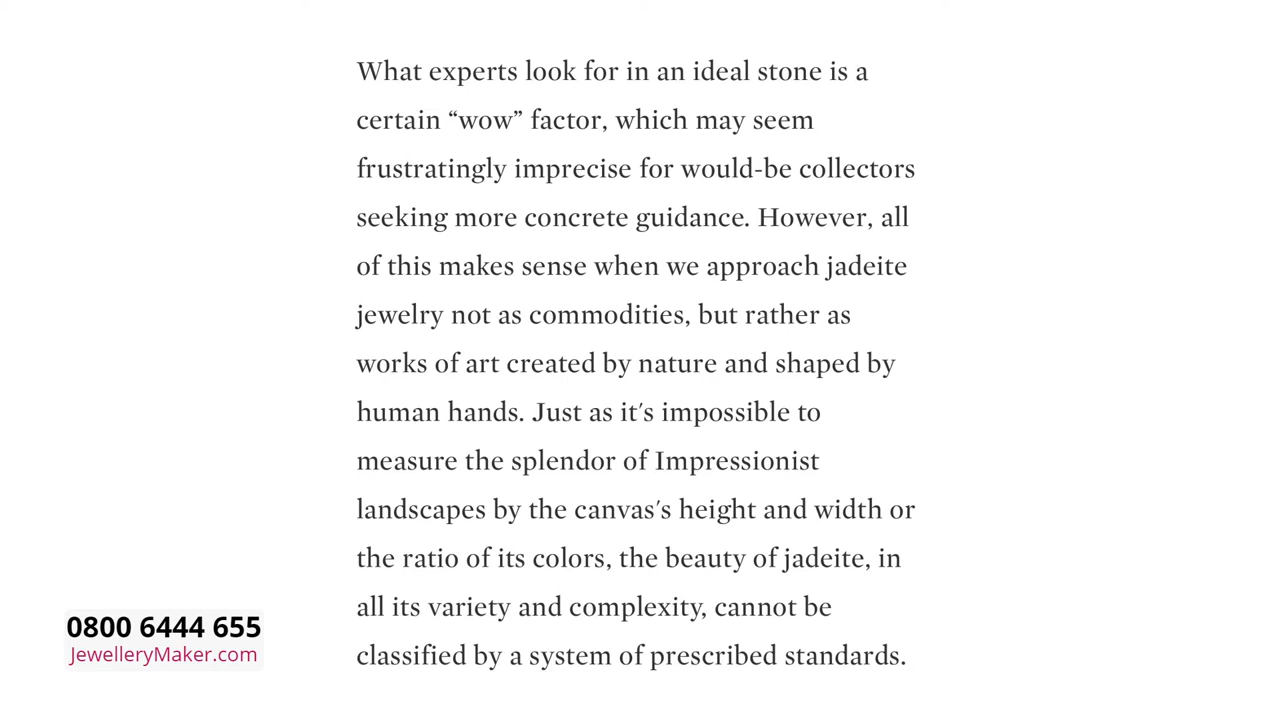 What experts look for in an ideal stone is a
certain “wow” factor, which may seem
frustratingly imprecise for would-be collectors
seeking more concrete guidance. However, all
of this makes sense when we approach jadeite
jewelry not as commodities, but rather as
works of art created by nature and shaped by
human hands. Just as it's impossible to
measure the splendor of Impressionist
landscapes by the canvas's height and width or
the ratio of its colors, the beauty of jadeite, in
all its variety and complexity, cannot be
classified by a system of prescribed standards.
0800 6444 655
JewelleryMaker.com